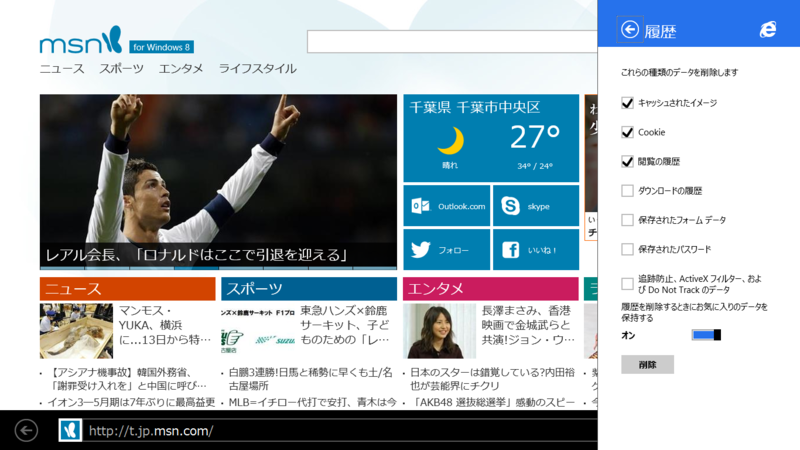 msn for Windows 8
ニュース スポーツ エンタメ ライフスタイル
レアル会長、「ロナルドはここで引退を迎える」
千葉県 千葉市中央区
27°
晴れ
34° / 24°
Outlook.com
skype
フォロー
いいね!
ニュース
マンモス・
YUKA、横浜
に...13日から特...
【アシアナ機事故】韓国外務省、
「謝罪受け入れを」と中国に呼び...
イオン3―5月期は7年ぶりに最高益更
スポーツ
東急ハンズ×鈴鹿
サーキット、子ど
ものための「レ...
白鵬3連勝!日馬と稀勢に早くも土/名
古屋場所
MLB=イチロー代打で安打、青木は今
エンタメ
長澤まさみ、香港
映画で金城武らと
共演!ジョン・ウ...
日本のスターは錯覚している?内田裕
也が芸能界にチクリ
「AKB48 選抜総選挙」感動のスピー
http://t.jp.msn.com/
履歴
これらの種類のデータを削除します
キャッシュされたイメージ
Cookie
閲覧の履歴
ダウンロードの履歴
保存されたフォーム データ
保存されたパスワード
追跡防止、ActiveX フィルター、およ
び Do Not Track のデータ
履歴を削除するときにお気に入りのデータを
保持する
オン
削除